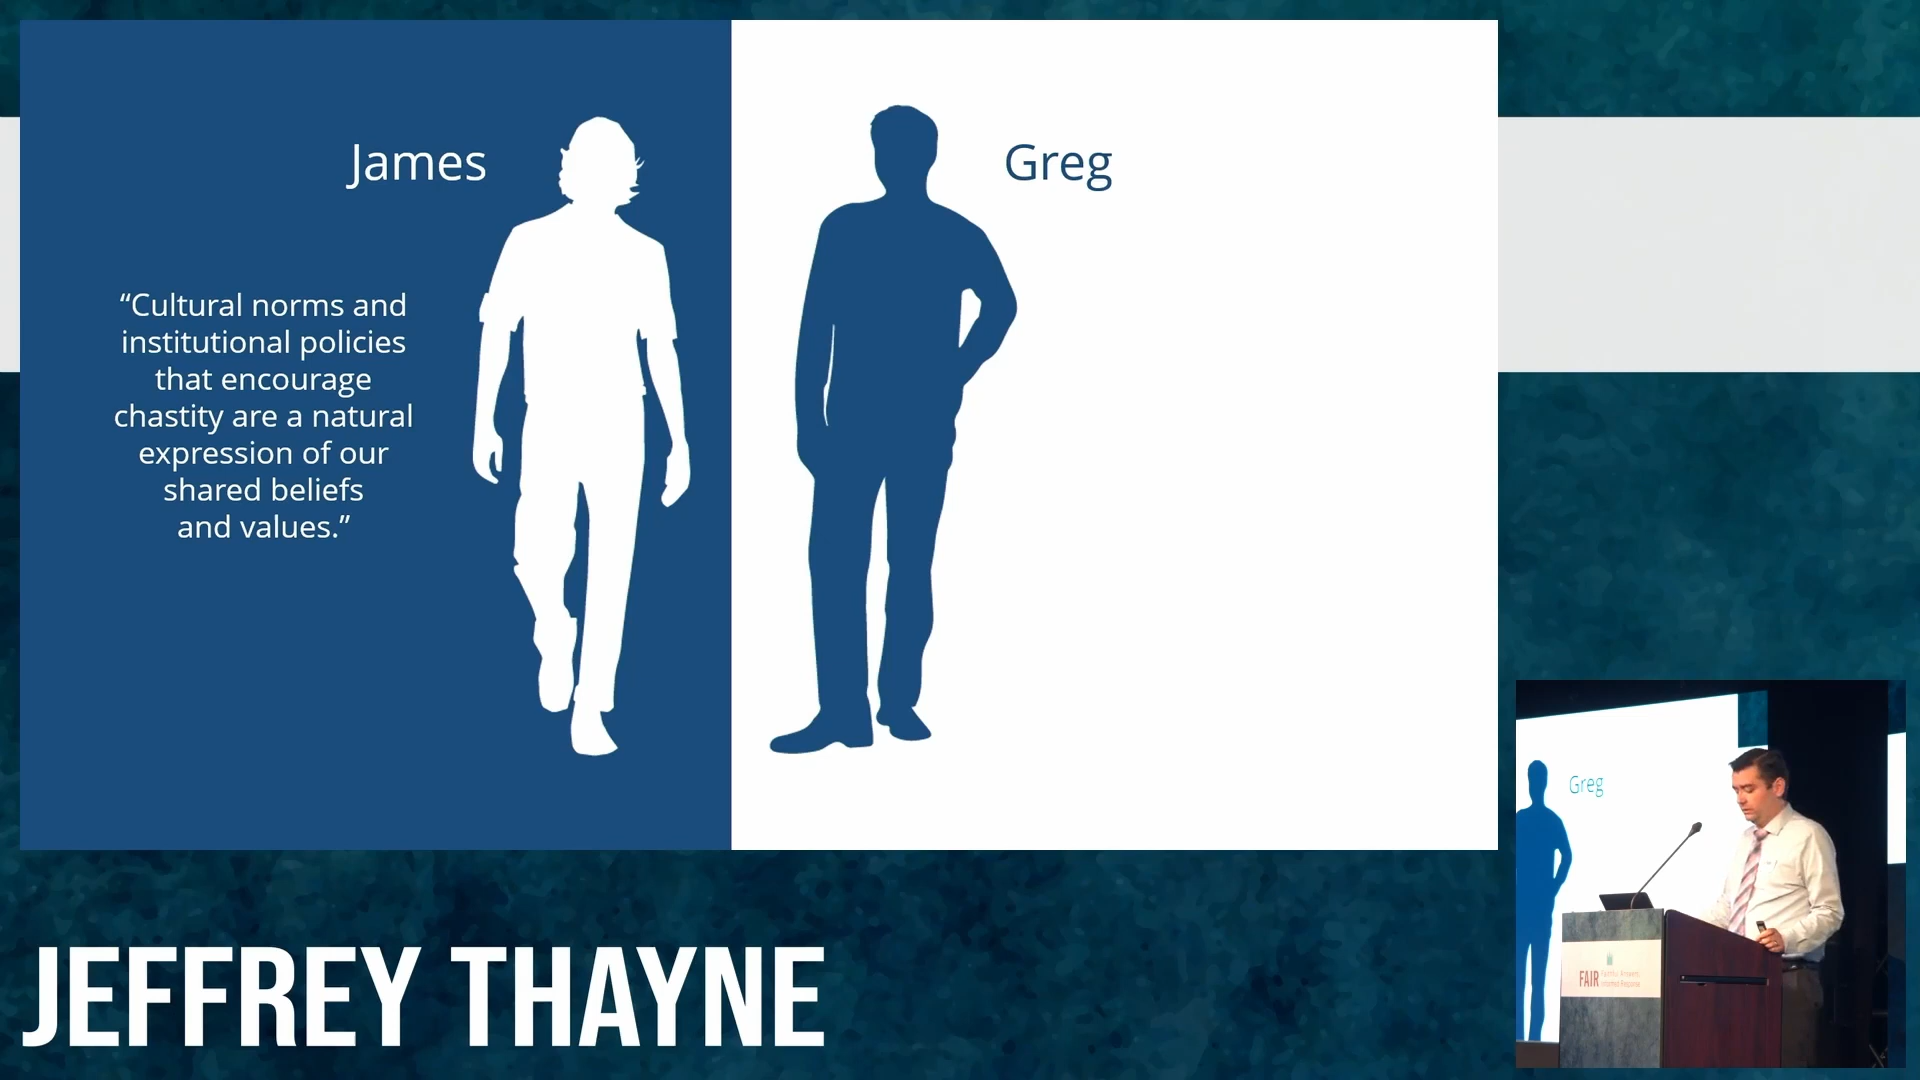 James
Greg
“Cultural norms and
institutional policies
that encourage
chastity are a natural
expression of our
shared beliefs
and values.”
Greg
FAIR
JEFFREY THAYNE